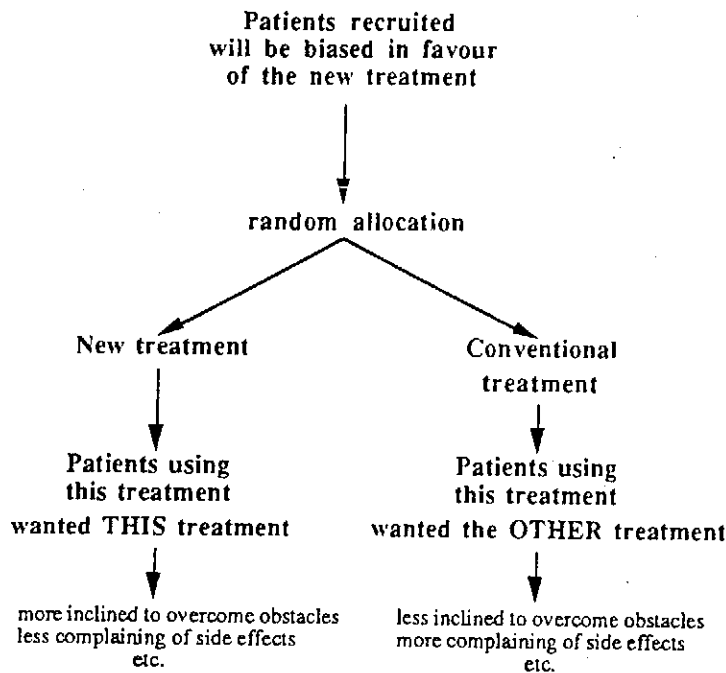 Patients recruited
will be biased in favour
of the new treatment
random allocation
New treatment
Conventional
treatment
Patients using
this treatment
wanted THIS treatment
Patients using
this treatment
wanted the OTHER treatment
more inclined to overcome obstacles
less complaining of side effects
etc.
less inclined to overcome obstacles
more complaining of side effects
etc.